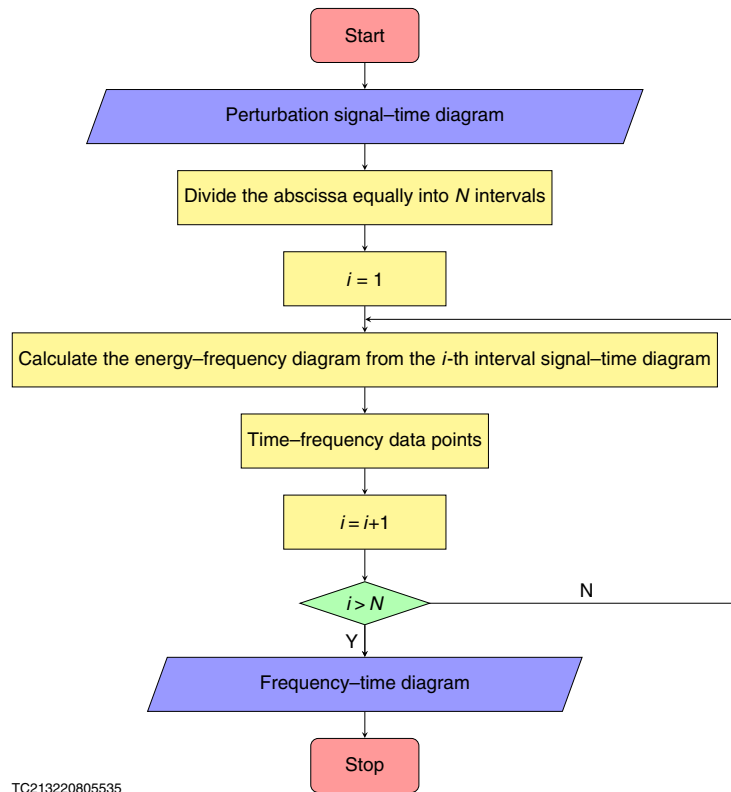 Start
Perturbation signal–time diagram
Divide the abscissa equally into N intervals
i = 1
Calculate the energy–frequency diagram from the i-th interval signal–time diagram
Time–frequency data points
i = i+1
i > N
N
Y
Frequency–time diagram
Stop
TC213220805535